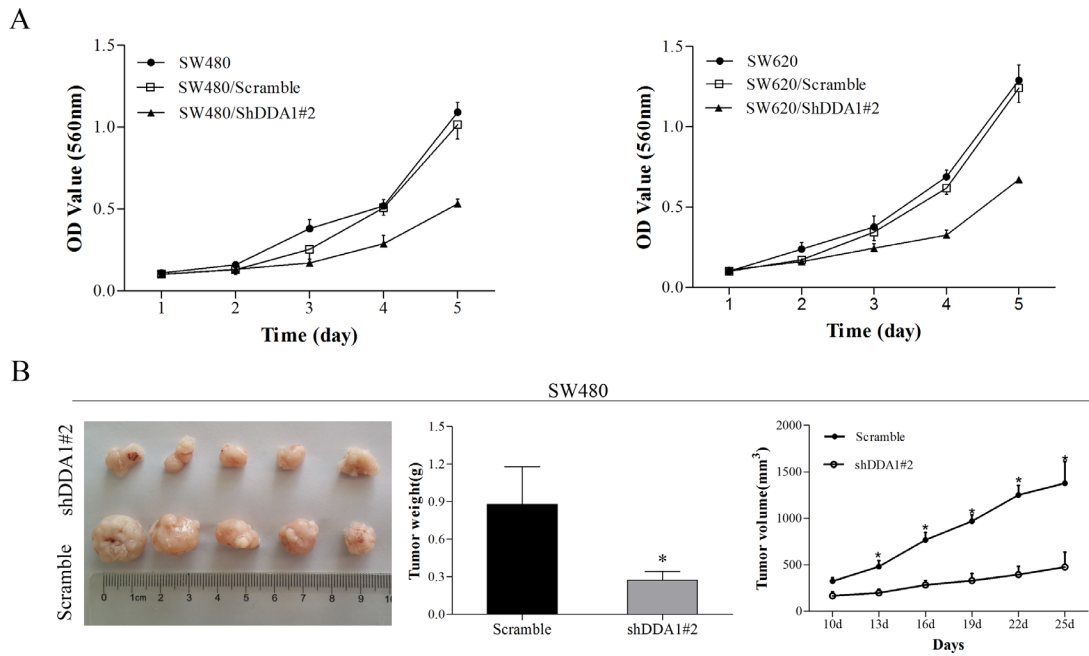 A
SW480
SW480/Scramble
SW480/ShDDA1#2
OD Value (560nm)
1.5
1.0
0.5
0.0
1 2 3 4 5
Time (day)
SW620
SW620/Scramble
SW620/ShDDA1#2
OD Value (560nm)
1.5
1.0
0.5
0.0
1 2 3 4 5
Time (day)
B
SW480
shDDA1#2
Scramble
0 1cm 2 3 4 5 6 7 8 9 10
Tumor weight(g)
1.5
1.2
0.9
0.6
0.3
0.0
*
Scramble shDDA1#2
Scramble
shDDA1#2
Tumor volume(mm³)
2000
1500
1000
500
0
* * * * *
10d 13d 16d 19d 22d 25d
Days